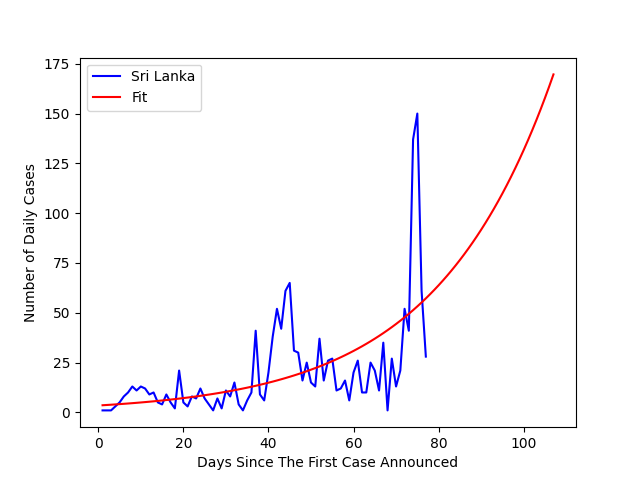 Sri Lanka
Fit
175
150
125
100
75
50
25
0
Number of Daily Cases
0 20 40 60 80 100
Days Since The First Case Announced